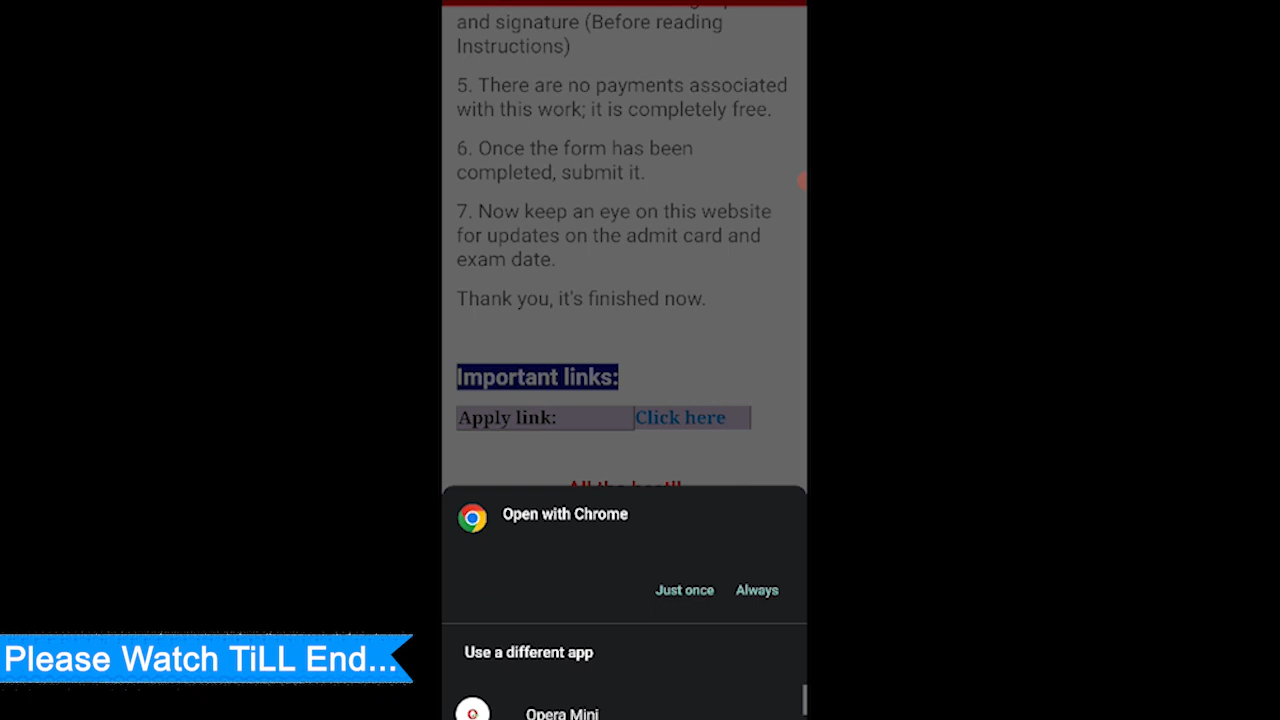 and signature (Before reading
Instructions)
5. There are no payments associated
with this work; it is completely free.
6. Once the form has been
completed, submit it.
7. Now keep an eye on this website
for updates on the admit card and
exam date.
Thank you, it's finished now.
Important links:
Apply link: Click here
All the best!!
Open with Chrome
Just once Always
Use a different app
Opera Mini
Please Watch TiLL End...